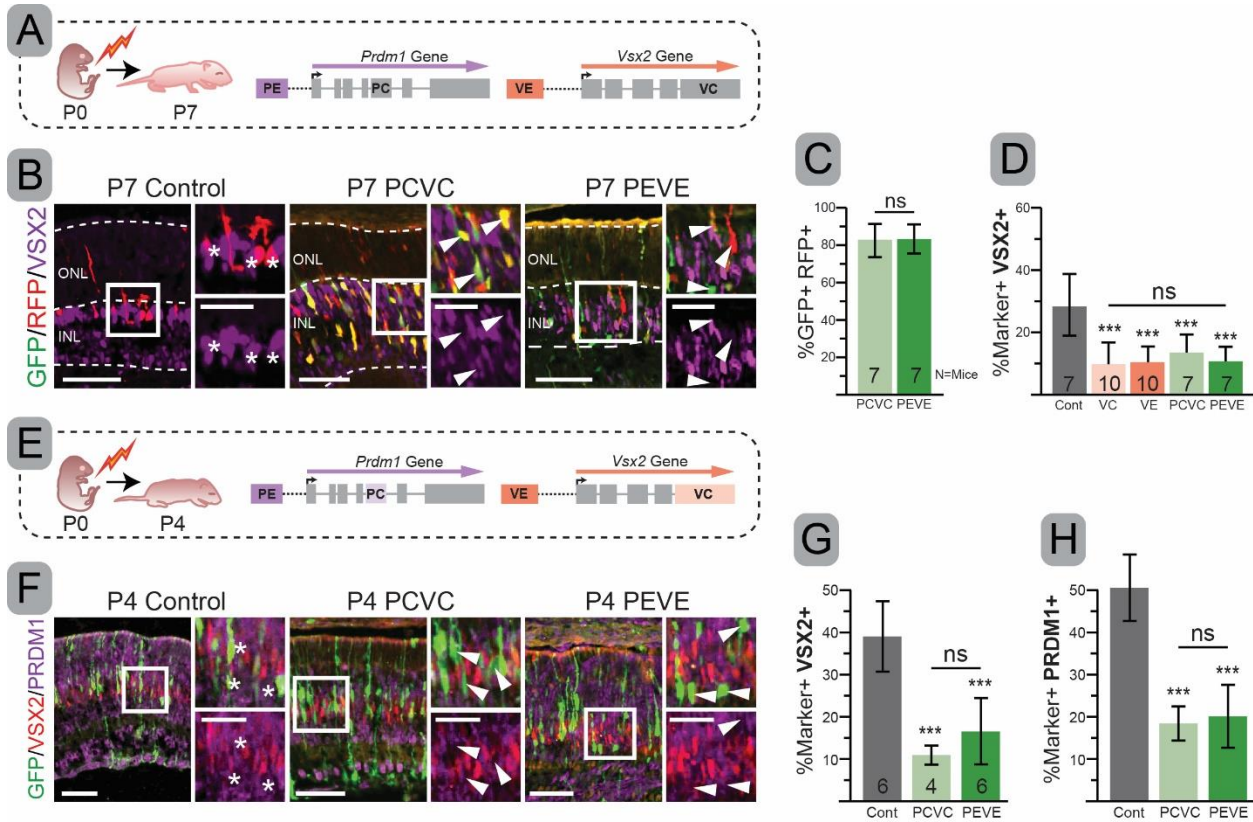 A
P0
P7
Prdm1 Gene
PE
PC
Vsx2 Gene
VE
VC
B
GFP/RFP/VSX2
P7 Control
P7 PCVC
P7 PEVE
ONL
INL
* * *
* * *
ONL
INL
ONL
INL
C
%GFP+ RFP+
100
80
60
40
20
ns
7
7
N=Mice
PCVC PEVE
D
%Marker+ VSX2+
60
40
20
ns
*** *** *** ***
7 10 10 7 7
Cont VC VE PCVC PEVE
E
P0
P4
Prdm1 Gene
PE
PC
Vsx2 Gene
VE
VC
F
GFP/VSX2/PRDM1
P4 Control
P4 PCVC
P4 PEVE
* * *
* * *
G
%Marker+ VSX2+
50
40
30
20
10
ns
*** ***
6 4 6
Cont PCVC PEVE
H
%Marker+ PRDM1+
50
40
30
20
10
ns
*** ***
Cont PCVC PEVE